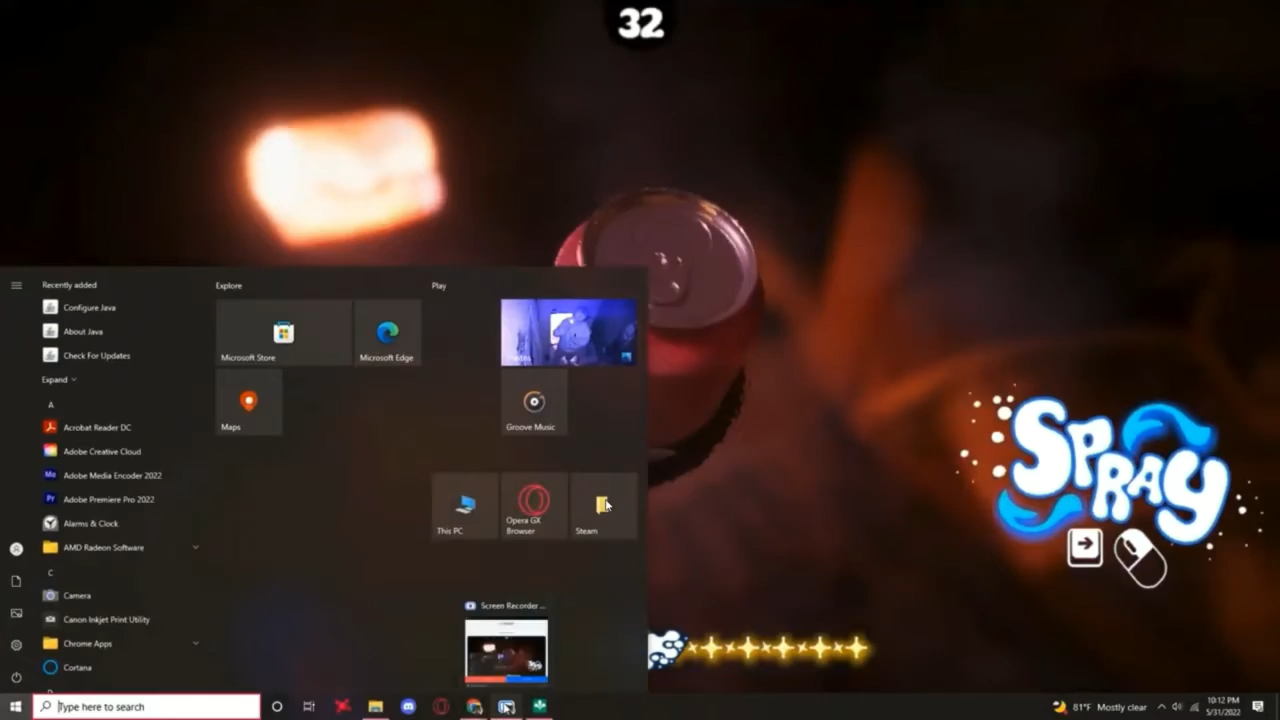 32
Recently added
Configure Java
About Java
Check For Updates
Expand
A
Acrobat Reader DC
Adobe Creative Cloud
Adobe Media Encoder 2022
Adobe Premiere Pro 2022
Alarms & Clock
AMD Radeon Software
C
Camera
Canon Inkjet Print Utility
Chrome Apps
Cortana
Explore
Microsoft Store
Microsoft Edge
Maps
Play
Groove Music
This PC
Opera GX
Browser
Steam
Screen Recorder ...
SPRAY
Type here to search
81°F Mostly clear
10:12 PM
5/31/2022